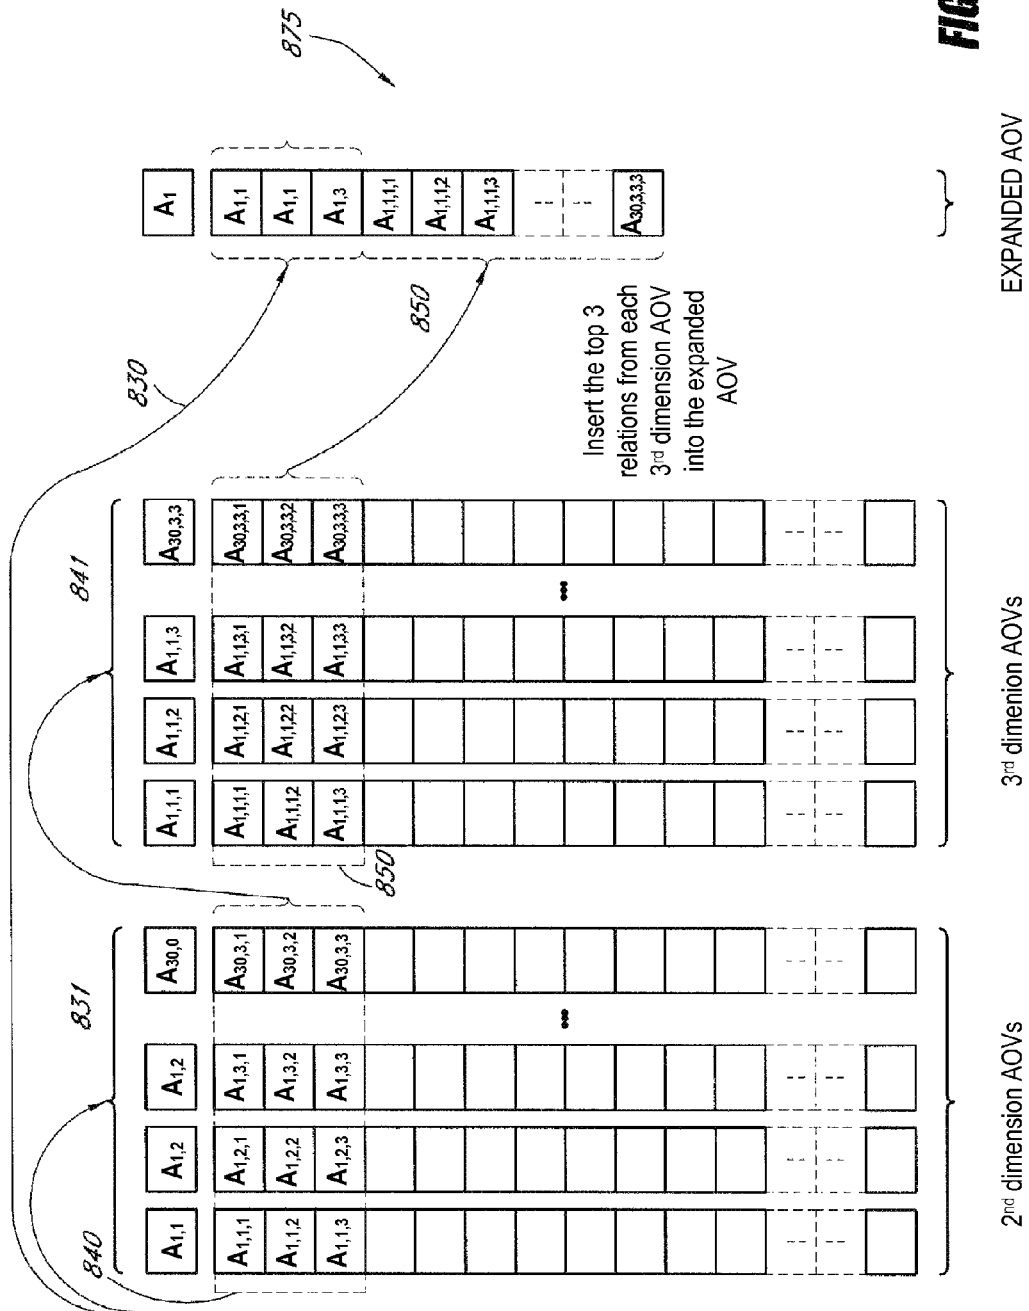 FIG
875
830
850
841
831
840
850
A1,1
A1,2
A1,2
A30,0
A1,1,1
A1,2,1
A1,3,1
A30,3,1
A1,1,2
A1,2,2
A1,3,2
A30,3,2
A1,1,3
A1,2,3
A1,3,3
A30,3,3
2nd dimension AOVs
A1,1,1
A1,1,2
A1,1,3
A30,3,3
A1,1,1,1
A1,1,2,1
A1,1,3,1
A30,3,3,1
A1,1,1,2
A1,1,2,2
A1,1,3,2
A30,3,3,2
A1,1,1,3
A1,1,2,3
A1,1,3,3
A30,3,3,3
3rd dimenion AOVs
Insert the top 3
relations from each
3rd dimension AOV
into the expanded
AOV
A1
A1,1
A1,1
A1,3
A1,1,1,1
A1,1,1,2
A1,1,1,3
A30,3,3,3
EXPANDED AOV